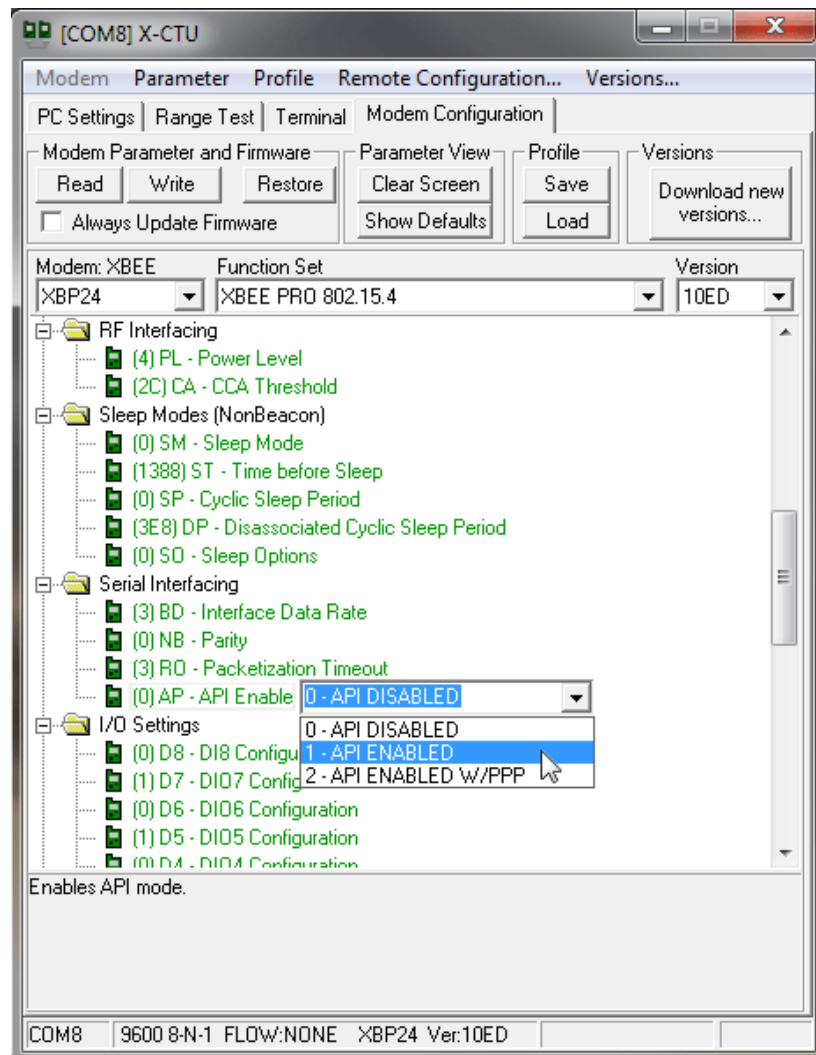 [COM8] X-CTU
Modem Parameter Profile Remote Configuration... Versions...
PC Settings Range Test Terminal Modem Configuration
Modem Parameter and Firmware Parameter View Profile Versions
Read Write Restore Clear Screen Save Download new versions...
Always Update Firmware Show Defaults Load
Modem: XBEE Function Set Version
XBP24 XBEE PRO 802.15.4 10ED
RF Interfacing
(4) PL - Power Level
(2C) CA - CCA Threshold
Sleep Modes (NonBeacon)
(0) SM - Sleep Mode
(1388) ST - Time before Sleep
(0) SP - Cyclic Sleep Period
(3E8) DP - Disassociated Cyclic Sleep Period
(0) SO - Sleep Options
Serial Interfacing
(3) BD - Interface Data Rate
(0) NB - Parity
(3) RO - Packetization Timeout
(0) AP - API Enable 0 - API DISABLED
I/O Settings 0 - API DISABLED
(0) D8 - DI8 Configu 1 - API ENABLED
(1) D7 - DIO7 Config 2 - API ENABLED W/PPP
(0) D6 - DIO6 Configuration
(1) D5 - DIO5 Configuration
(0) D4 - DIO4 Configuration
Enables API mode.
COM8 9600 8-N-1 FLOW:NONE XBP24 Ver:10ED